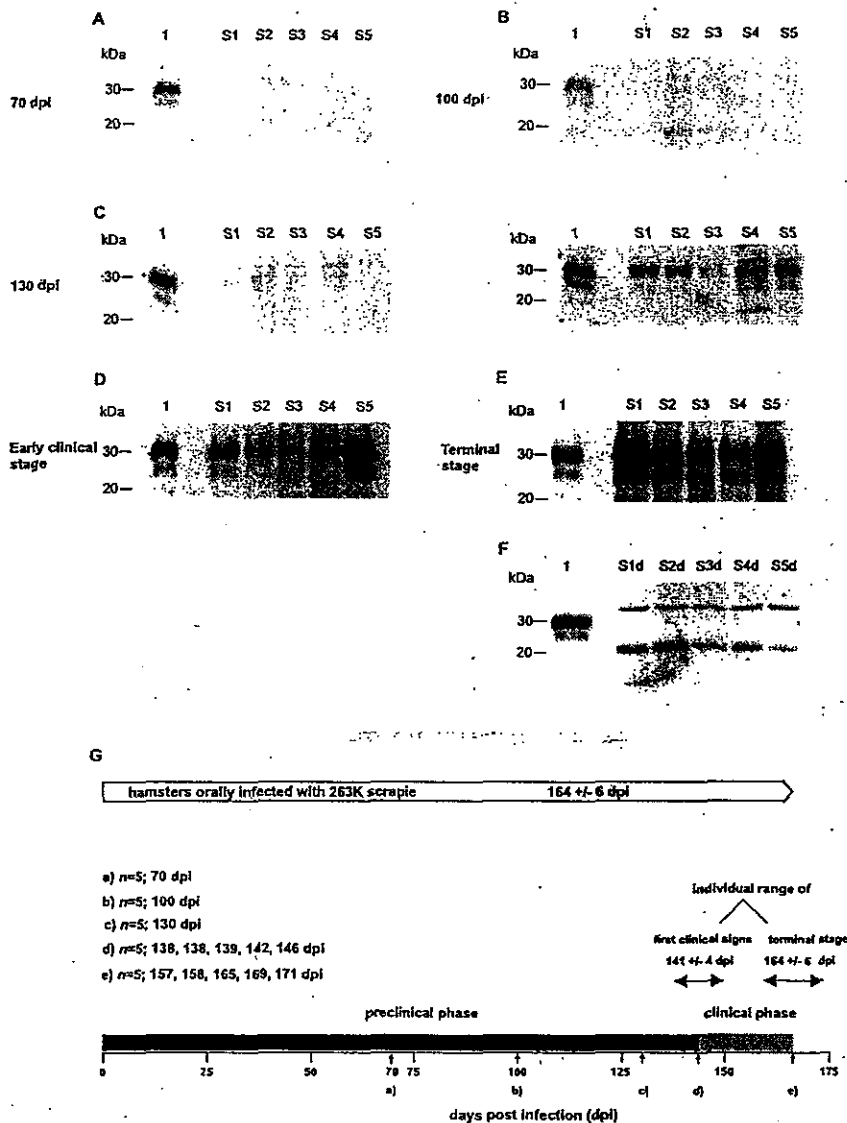 A
1 S1 S2 S3 S4 S5
kDa
30
20
70 dpi
B
1 S1 S2 S3 S4 S5
kDa
30
20
100 dpi
C
1 S1 S2 S3 S4 S5
kDa
30
20
130 dpi
1 S1 S2 S3 S4 S5
kDa
30
20
D
1 S1 S2 S3 S4 S5
kDa
30
20
Early clinical
stage
E
1 S1 S2 S3 S4 S5
kDa
30
20
Terminal
stage
F
1 S1d S2d S3d S4d S5d
kDa
30
20
G
hamsters orally infected with 263K scrapie 164 +/- 6 dpi
a) n=5; 70 dpi
b) n=5; 100 dpi
c) n=5; 130 dpi
d) n=5; 138, 138, 139, 142, 146 dpi
e) n=5; 157, 158, 165, 169, 171 dpi
individual range of
first clinical signs terminal stage
141 +/- 4 dpi 164 +/- 6 dpi
preclinical phase clinical phase
0 25 50 70 75 100 125 150 175
a) b) c) d) e)
days post infection (dpi)